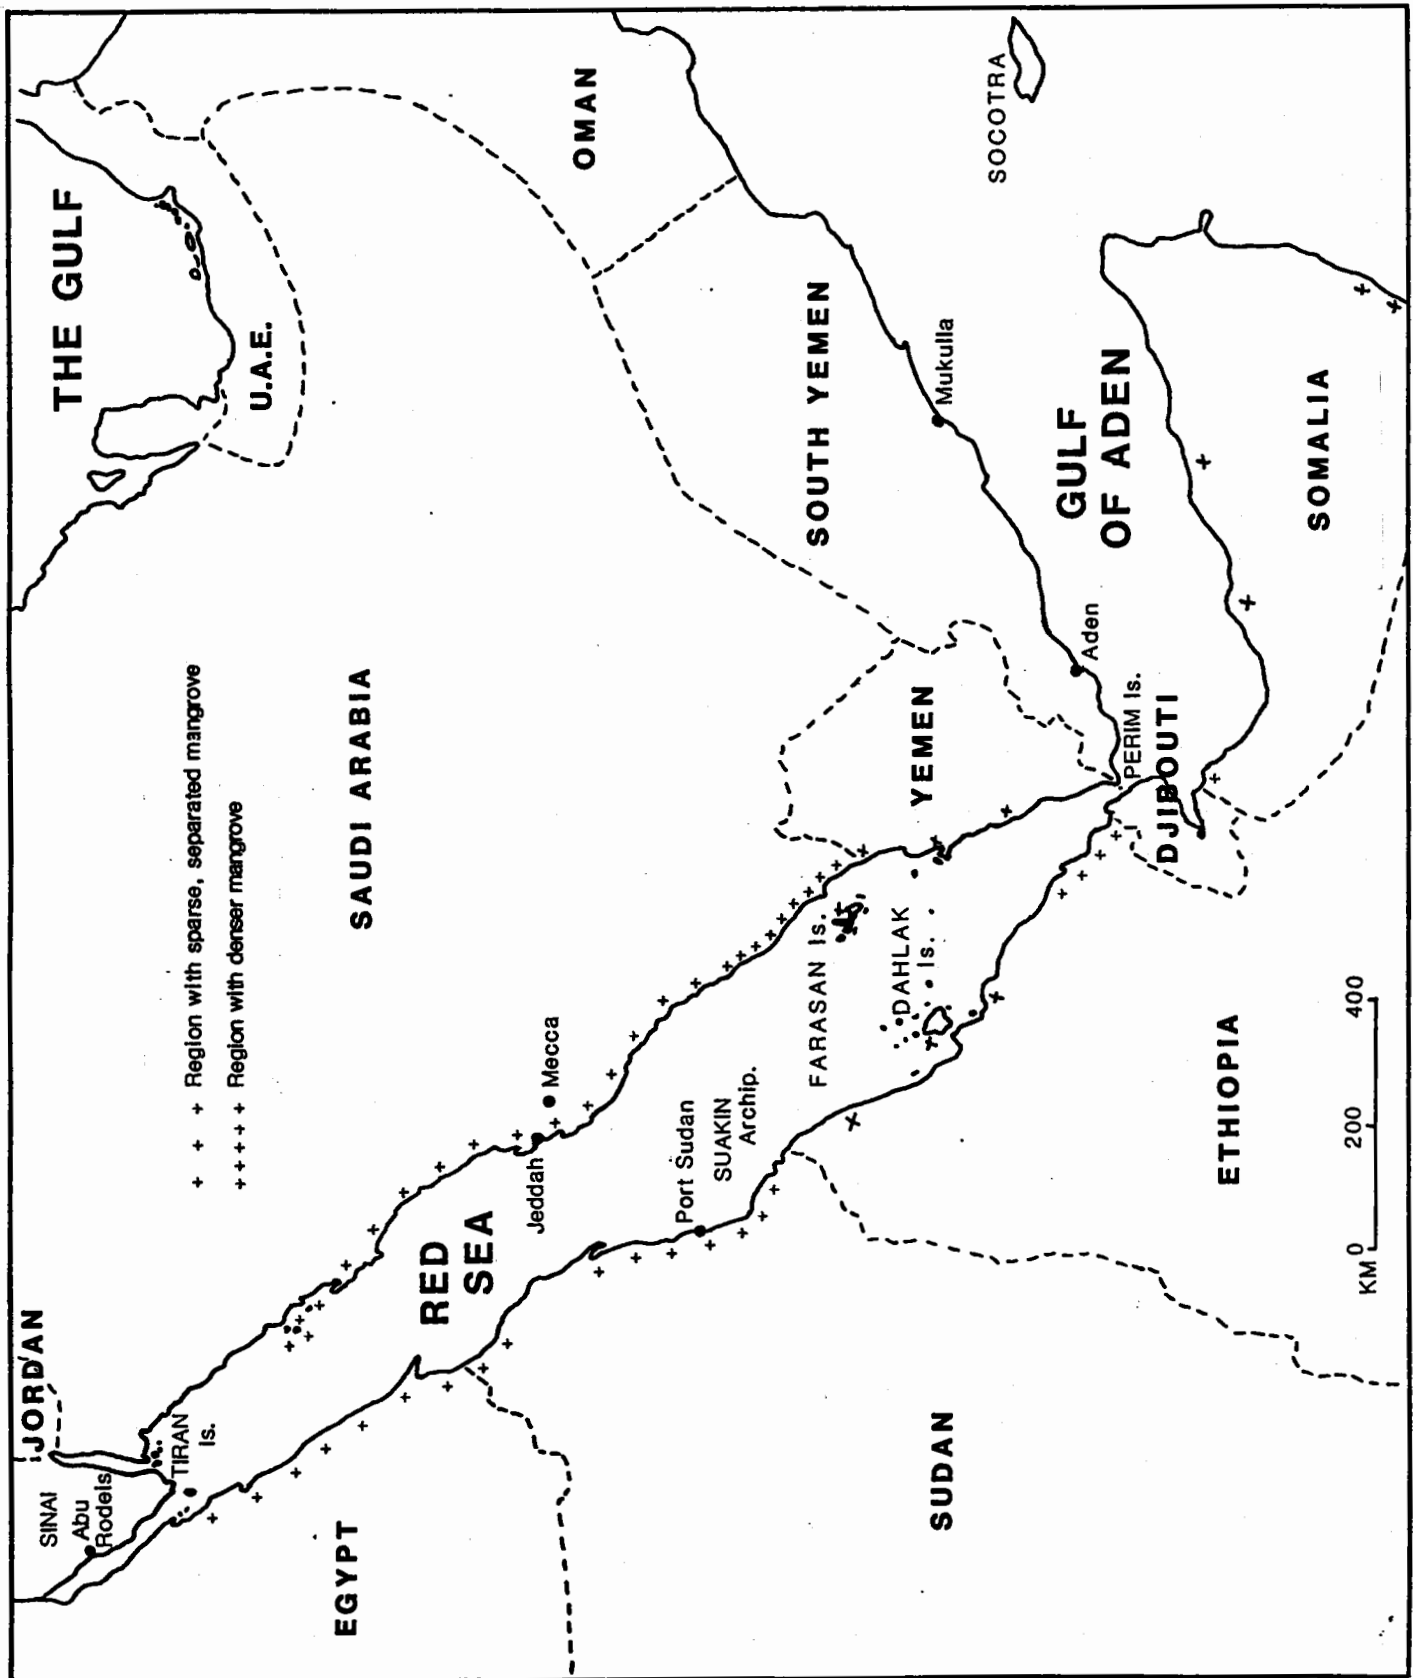 THE GULF
U.A.E.
OMAN
SOCOTRA
+ + + Region with sparse, separated mangrove
++++ Region with denser mangrove
SAUDI ARABIA
SOUTH YEMEN
Mukulla
GULF
OF ADEN
SOMALIA
Aden
YEMEN
PERIM Is.
DJIBOUTI
Mecca
Jeddah
FARASAN Is.
DAHLAK
Is.
Port Sudan
SUAKIN
Archip.
RED
SEA
ETHIOPIA
JORDAN
TIRAN
Is.
SINAI
Abu
Rodeis
EGYPT
SUDAN
KM 0 200 400